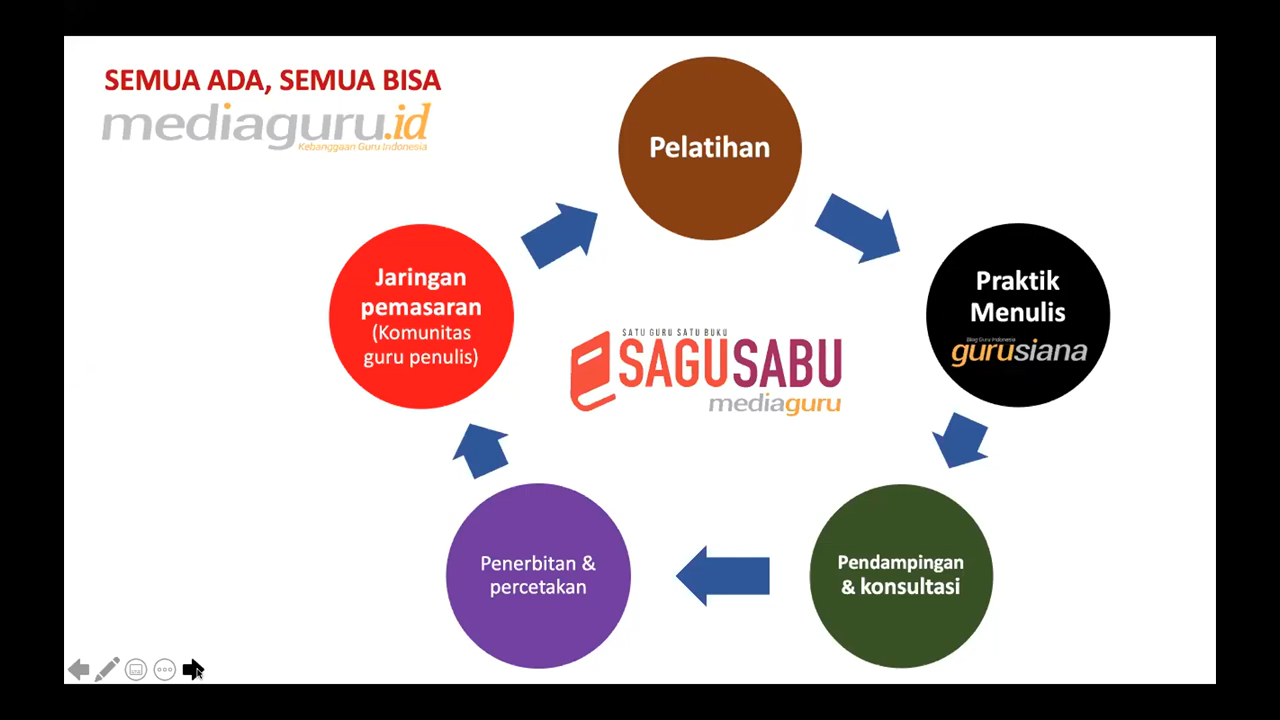 SEMUA ADA, SEMUA BISA
mediaguru.id
Kebanggaan Guru Indonesia
Pelatihan
Praktik
Menulis
Blog Guru Indonesia
gurusiana
Pendampingan
& konsultasi
Penerbitan &
percetakan
Jaringan
pemasaran
(Komunitas
guru penulis)
SATU GURU SATU BUKU
SAGUSABU
mediaguru